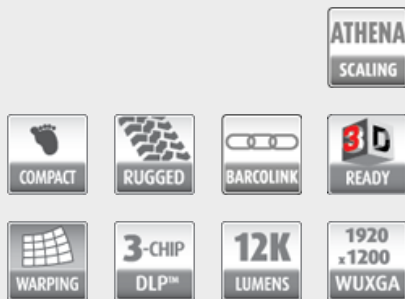 ATHENA
SCALING
COMPACT
RUGGED
BARCOLINK
3D
READY
WARPING
3-CHIP
DLP™
12K
LUMENS
1920
x1200
WUXGA